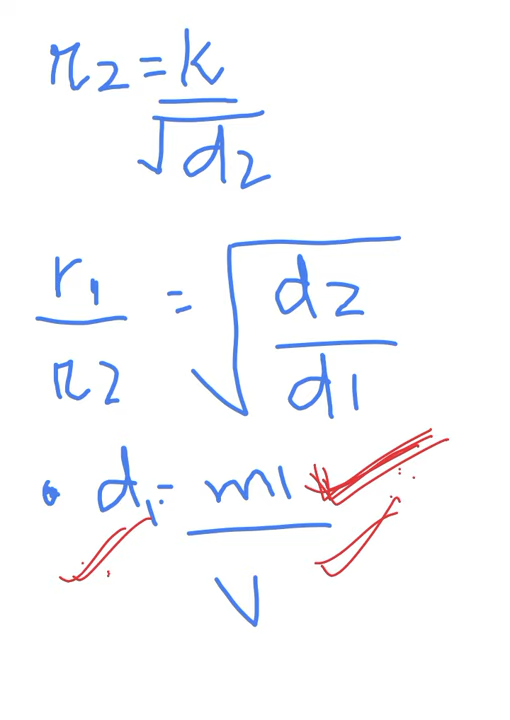 r2 = k / √d2
r1 / r2 = √(d2 / d1)
• d1 = m1 / V